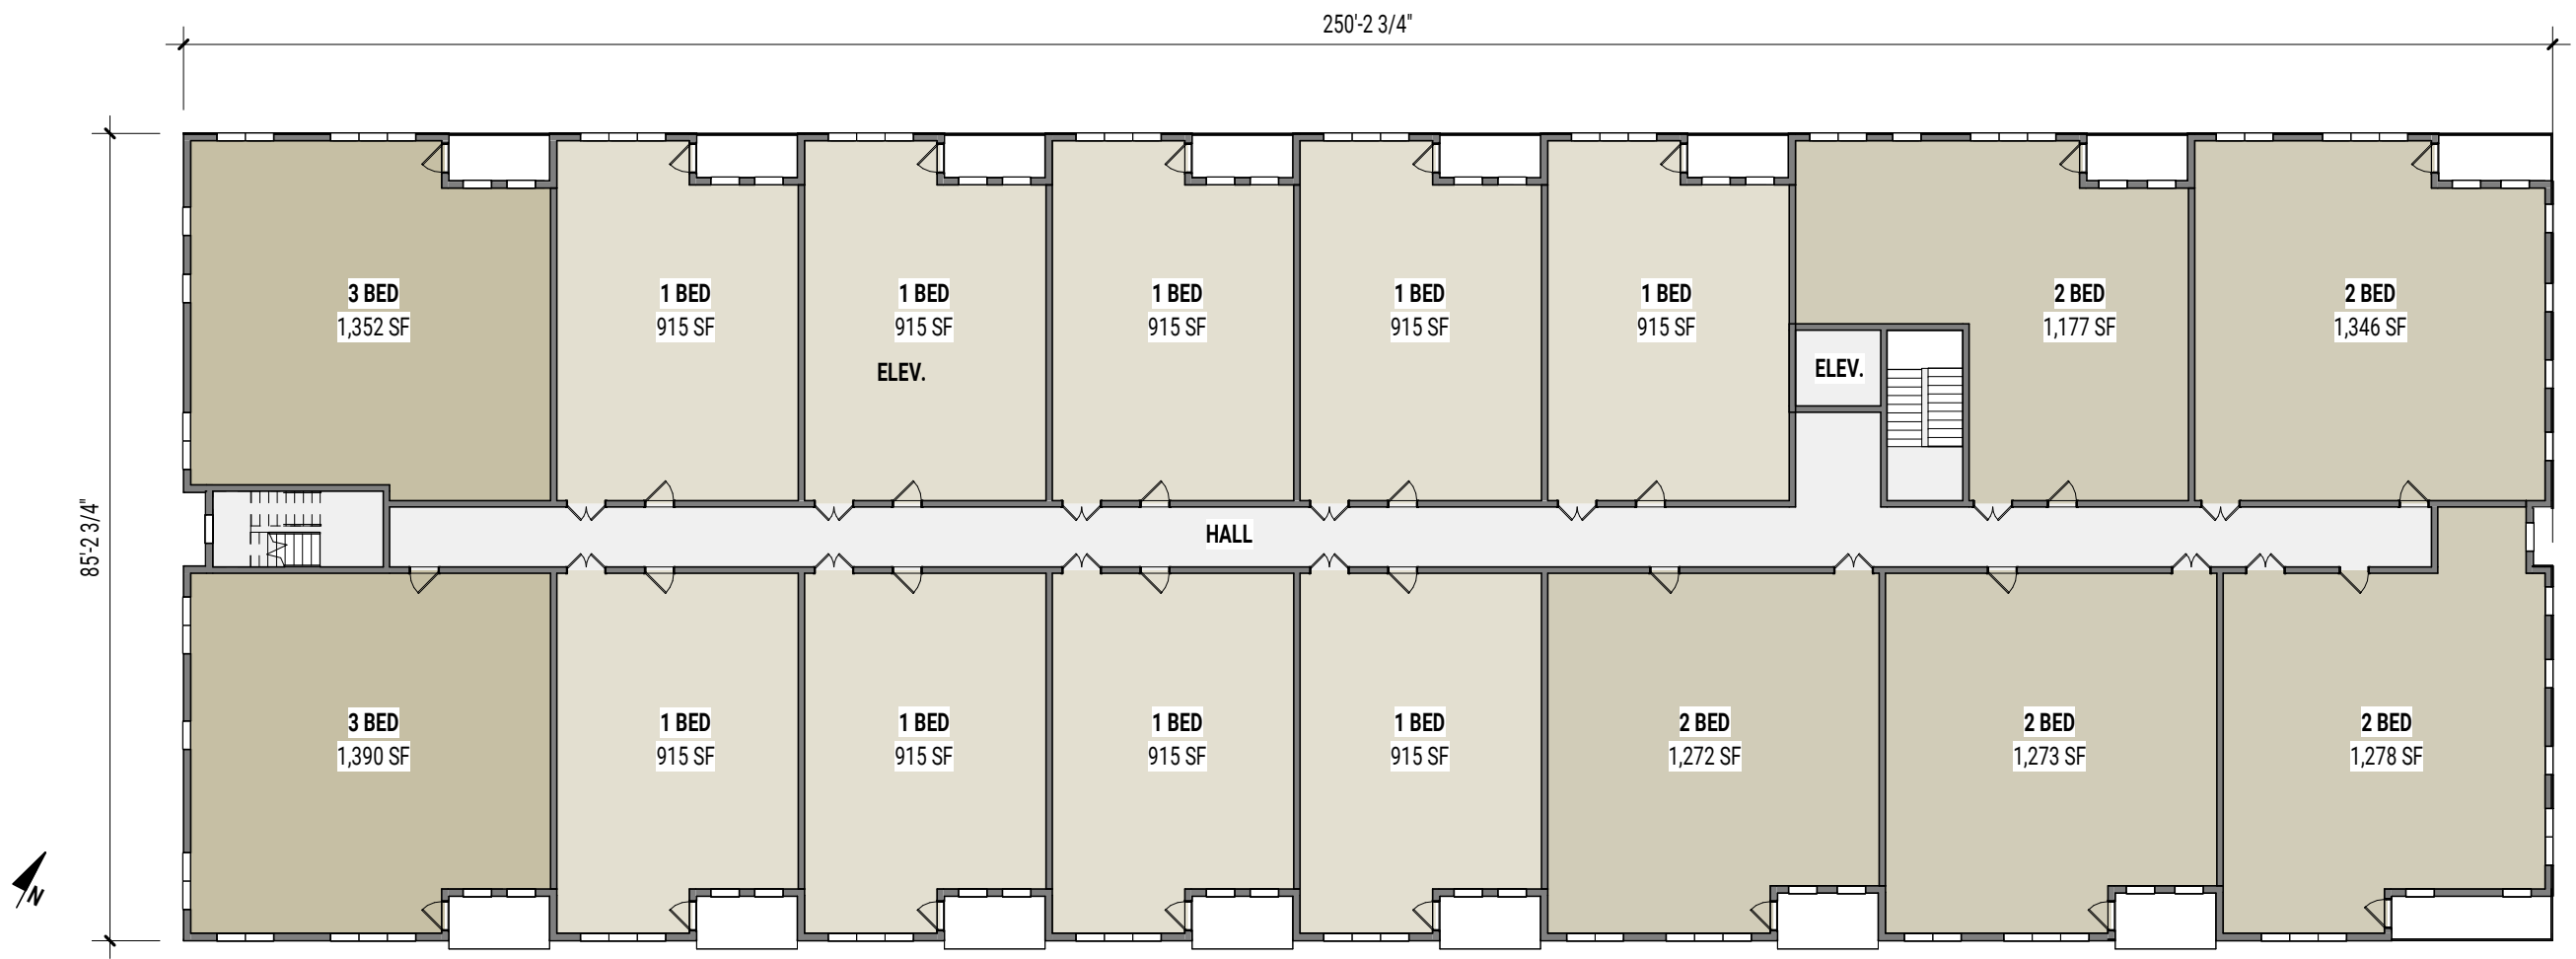 250'-2 3/4"
85'-2 3/4"
3 BED
1,352 SF
1 BED
915 SF
1 BED
915 SF
ELEV.
1 BED
915 SF
1 BED
915 SF
1 BED
915 SF
ELEV.
2 BED
1,177 SF
2 BED
1,346 SF
HALL
3 BED
1,390 SF
1 BED
915 SF
1 BED
915 SF
1 BED
915 SF
1 BED
915 SF
2 BED
1,272 SF
2 BED
1,273 SF
2 BED
1,278 SF
N